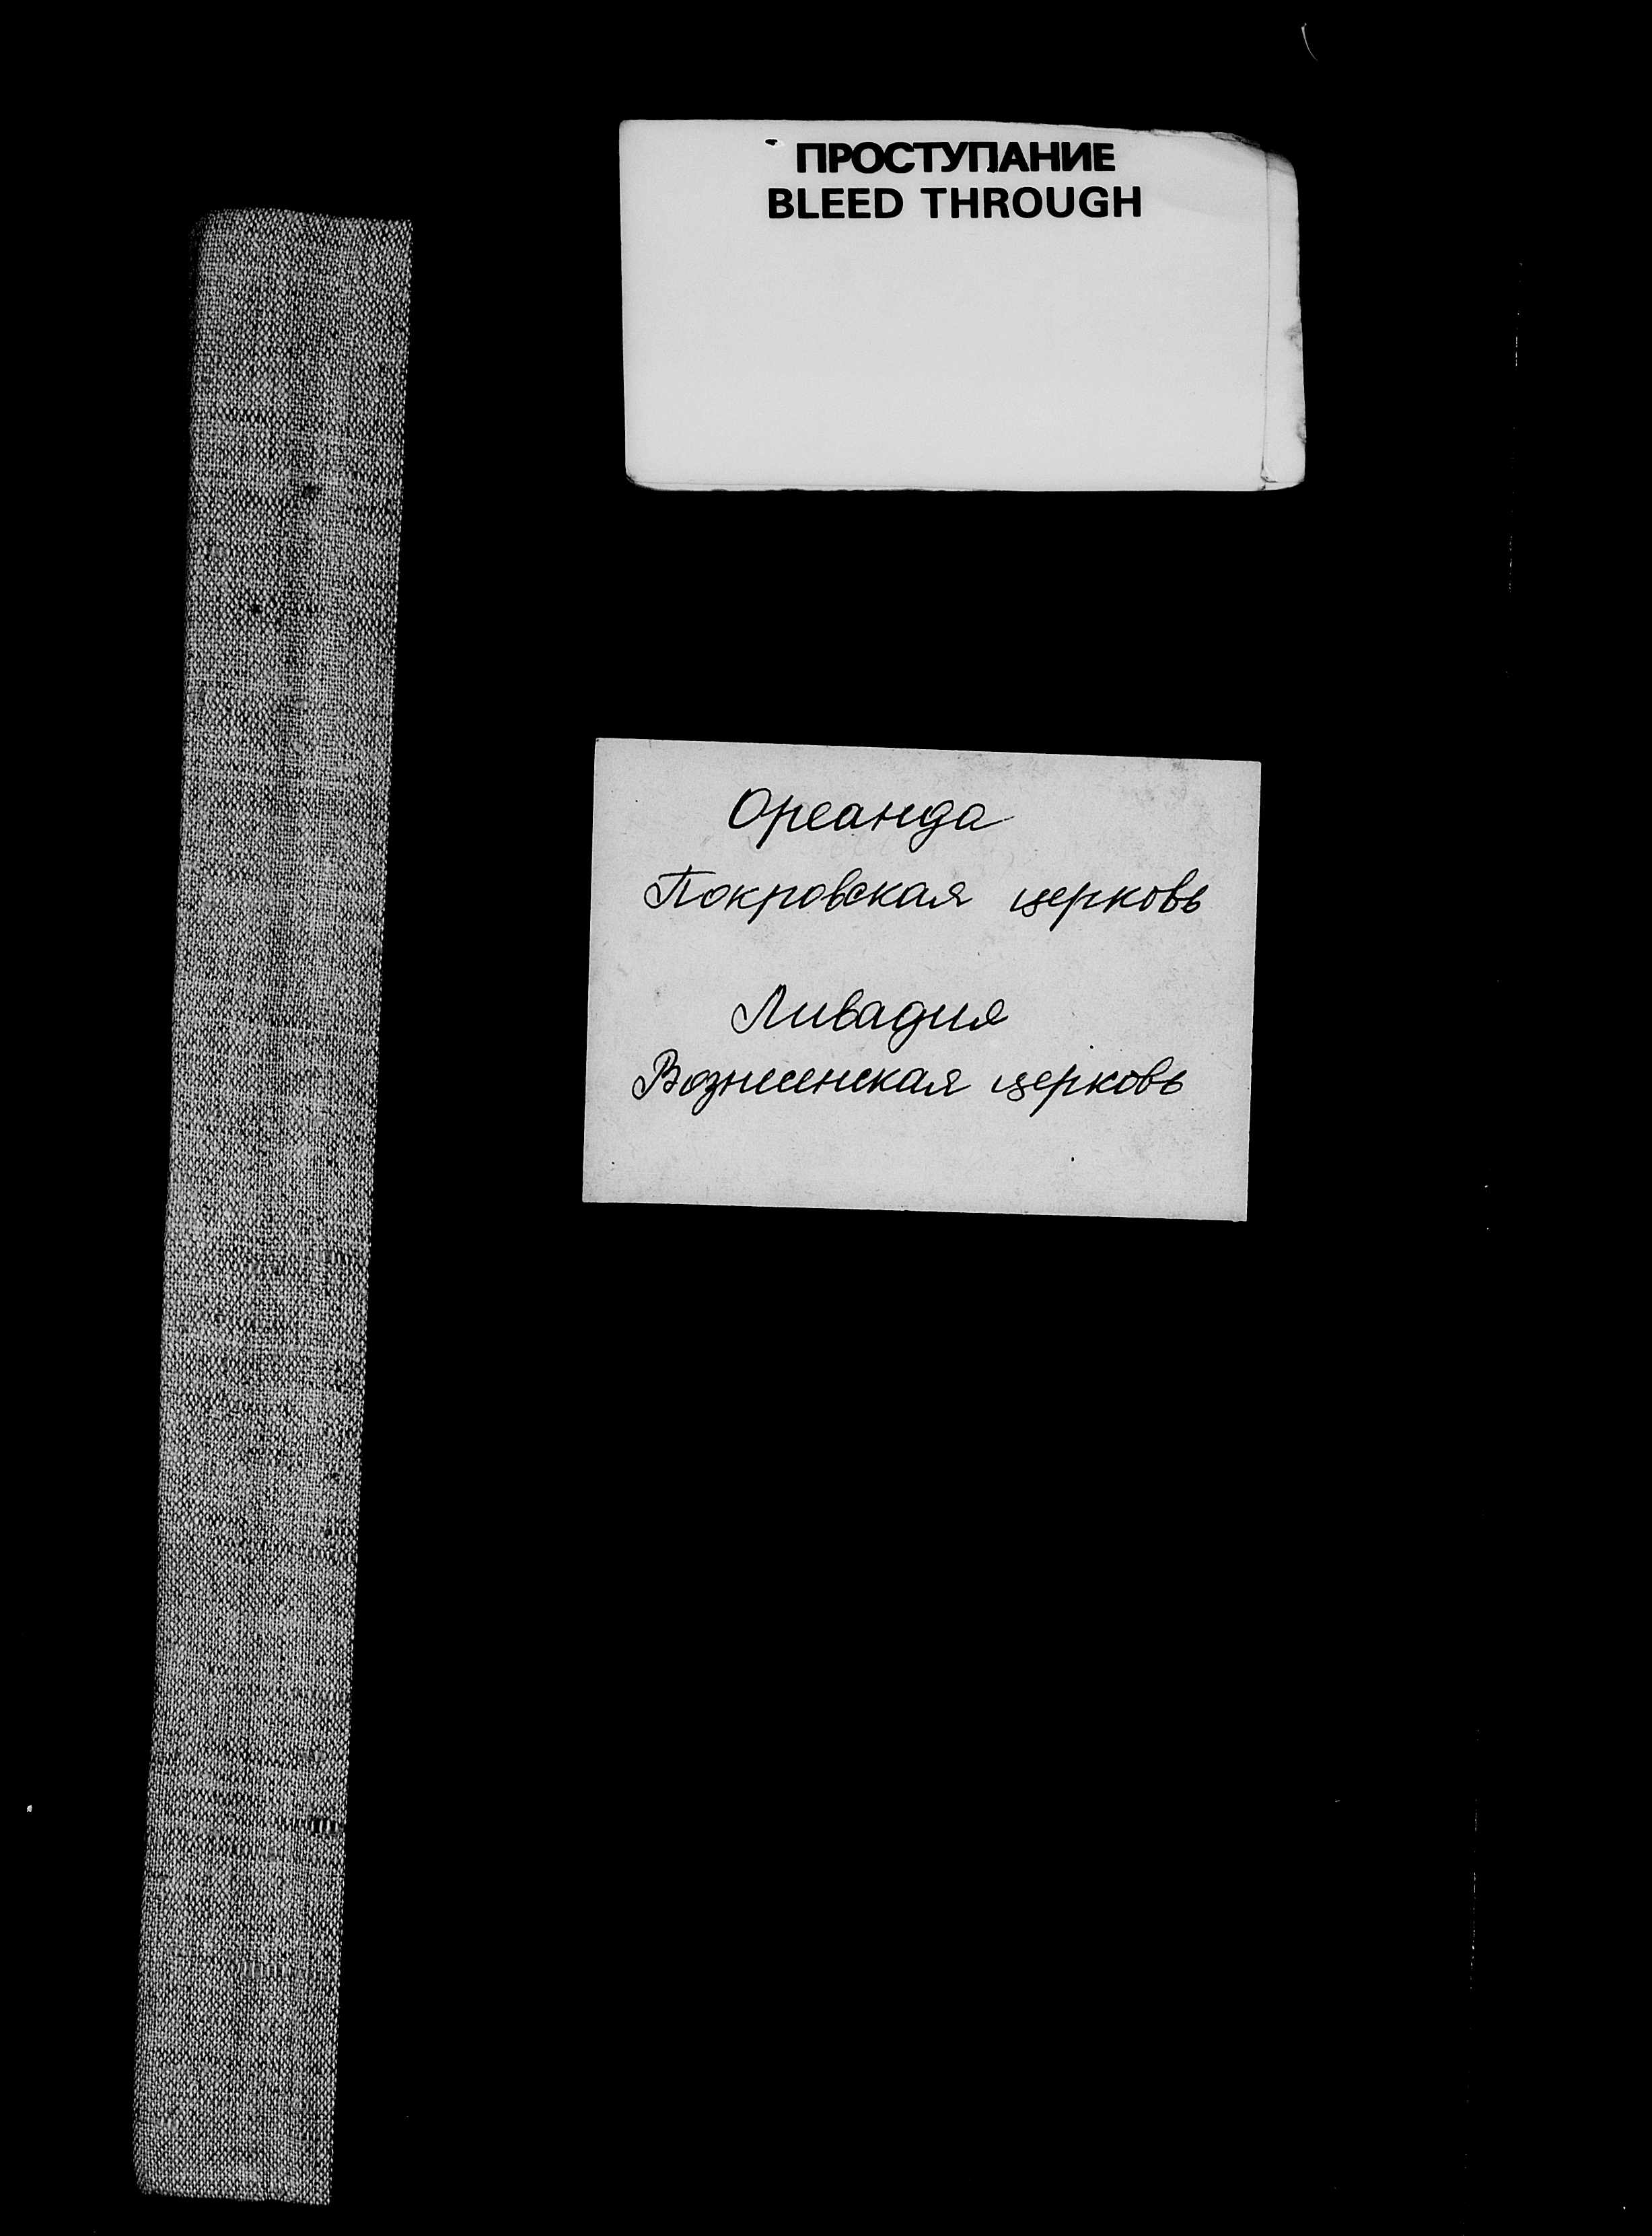 ПРОСТУПАНИЕ
BLEED THROUGH
Ореанда
Покровская церковь
Ливадия
Вознесенская церковь